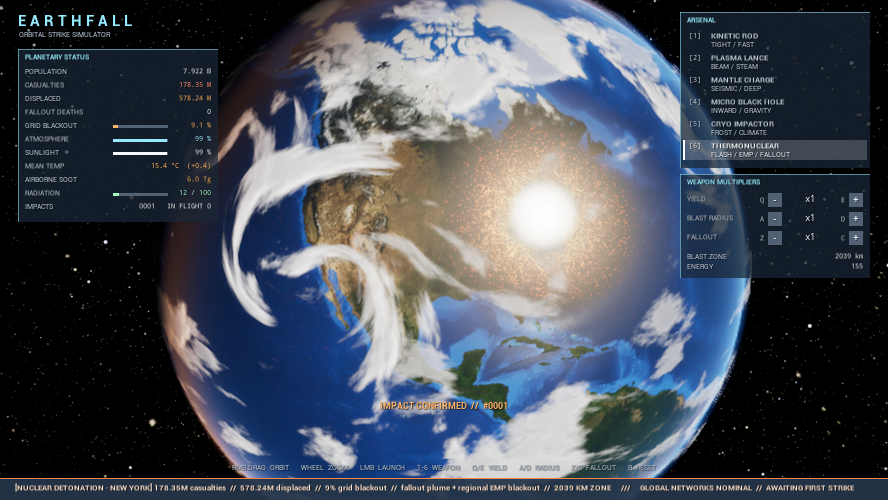 EARTHFALL
ORBITAL STRIKE SIMULATOR
PLANETARY STATUS
POPULATION 7.922 B
CASUALTIES 178.35 M
DISPLACED 578.24 M
FALLOUT DEATHS 0
GRID BLACKOUT 9.1 %
ATMOSPHERE 99 %
SUNLIGHT 99 %
MEAN TEMP 15.4 °C (+0.4)
AIRBORNE SOOT 6.0 Tg
RADIATION 12 / 100
IMPACTS 0001 IN FLIGHT 0
ARSENAL
[1] KINETIC ROD
TIGHT / FAST
[2] PLASMA LANCE
BEAM / STEAM
[3] MANTLE CHARGE
SEISMIC / DEEP
[4] MICRO BLACK HOLE
INWARD / GRAVITY
[5] CRYO IMPACTOR
FROST / CLIMATE
[6] THERMONUCLEAR
FLASH / EMP / FALLOUT
WEAPON MULTIPLIERS
YIELD Q - x1 E +
BLAST RADIUS A - x1 D +
FALLOUT Z - x1 C +
BLAST ZONE 2039 km
ENERGY 155
IMPACT CONFIRMED // #0001
RMB DRAG ORBIT WHEEL ZOOM LMB LAUNCH 1-6 WEAPON Q/E YIELD A/D RADIUS Z/C FALLOUT R RESET
[NUCLEAR DETONATION - NEW YORK] 178.35M casualties // 578.24M displaced // 9% grid blackout // fallout plume + regional EMP blackout // 2039 KM ZONE /// GLOBAL NETWORKS NOMINAL // AWAITING FIRST STRIKE